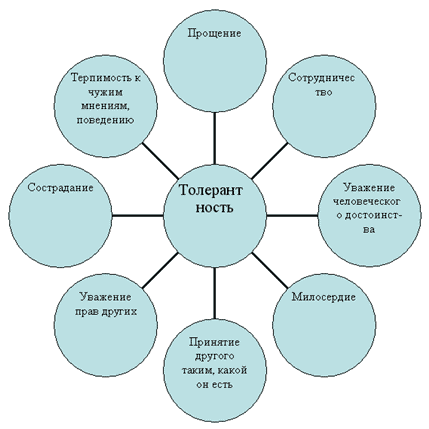 Прощение
Терпимость к
чужим
мнениям,
поведению
Сотрудничес
тво
Сострадание
Толерант
ность
Уважение
человеческог
о достоинст-
ва
Уважение
прав других
Милосердие
Принятие
другого
таким, какой
он есть